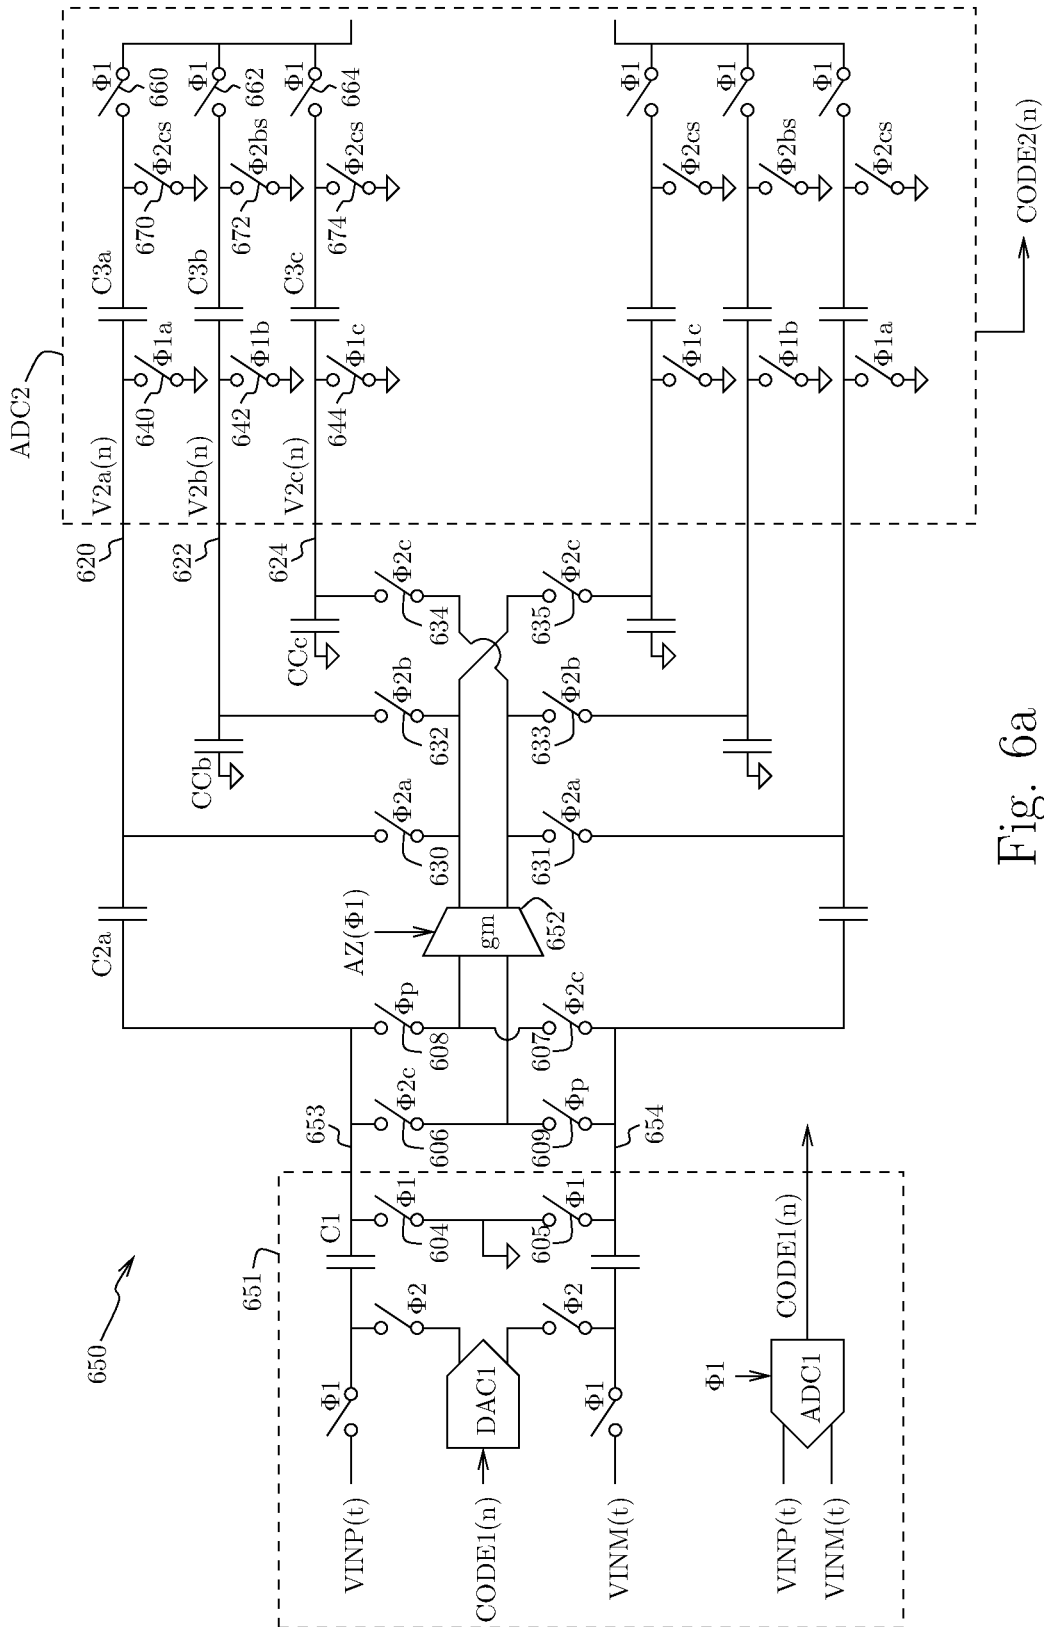 ADC2
620
V2a(n)
640
Φ1a
C3a
670
Φ2cs
Φ1
660
622
V2b(n)
642
Φ1b
C3b
672
Φ2bs
Φ1
662
624
V2c(n)
644
Φ1c
C3c
674
Φ2cs
Φ1
664
C2a
CCb
CCc
650
651
653
C1
Φ1
604
Φ2c
606
Φp
608
AZ(Φ1)
gm
652
Φ2a
630
Φ2b
632
Φ2c
634
VINP(t)
Φ1
Φ2
CODE1(n)
DAC1
Φ2
Φ1
605
Φp
609
Φ2c
607
Φ2a
631
Φ2b
633
Φ2c
635
VINM(t)
Φ1
654
Φ1c
Φ2cs
Φ1
Φ1b
Φ2bs
Φ1
Φ1a
Φ2cs
Φ1
Φ1
VINP(t)
VINM(t)
ADC1
CODE1(n)
CODE2(n)
Fig. 6a